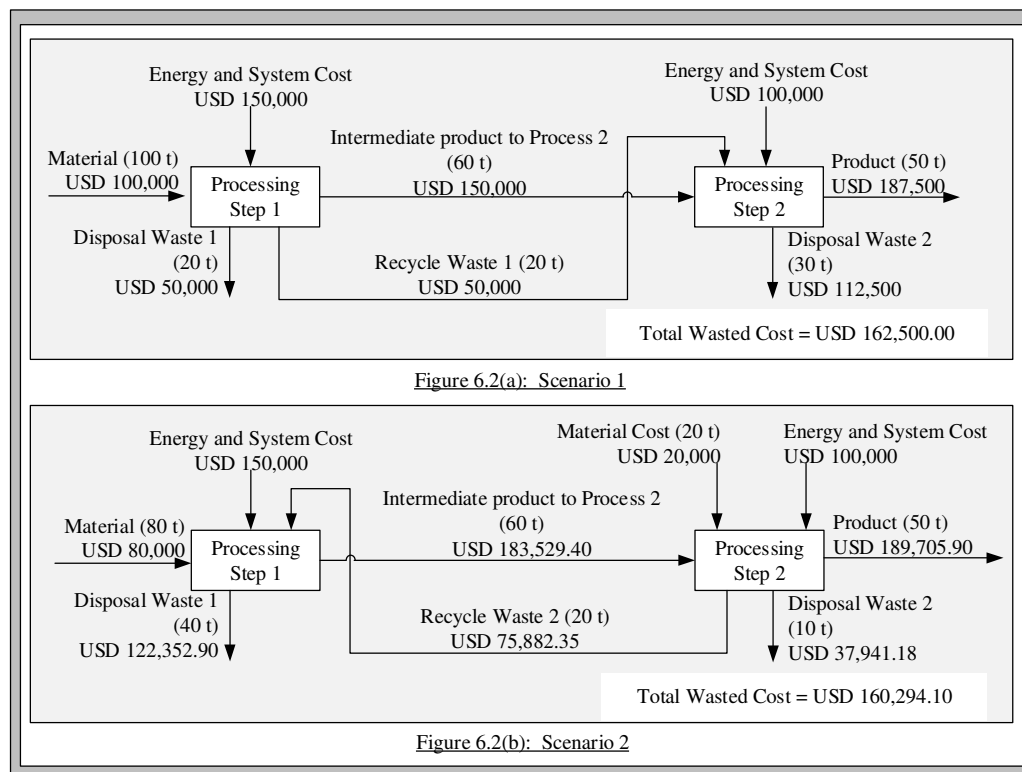 Energy and System Cost
USD 150,000
Energy and System Cost
USD 100,000
Material (100 t)
USD 100,000
Processing
Step 1
Intermediate product to Process 2
(60 t)
USD 150,000
Processing
Step 2
Product (50 t)
USD 187,500
Disposal Waste 1
(20 t)
USD 50,000
Recycle Waste 1 (20 t)
USD 50,000
Disposal Waste 2
(30 t)
USD 112,500
Total Wasted Cost = USD 162,500.00
Figure 6.2(a): Scenario 1
Energy and System Cost
USD 150,000
Material Cost (20 t)
USD 20,000
Energy and System Cost
USD 100,000
Material (80 t)
USD 80,000
Processing
Step 1
Intermediate product to Process 2
(60 t)
USD 183,529.40
Processing
Step 2
Product (50 t)
USD 189,705.90
Disposal Waste 1
(40 t)
USD 122,352.90
Recycle Waste 2 (20 t)
USD 75,882.35
Disposal Waste 2
(10 t)
USD 37,941.18
Total Wasted Cost = USD 160,294.10
Figure 6.2(b): Scenario 2